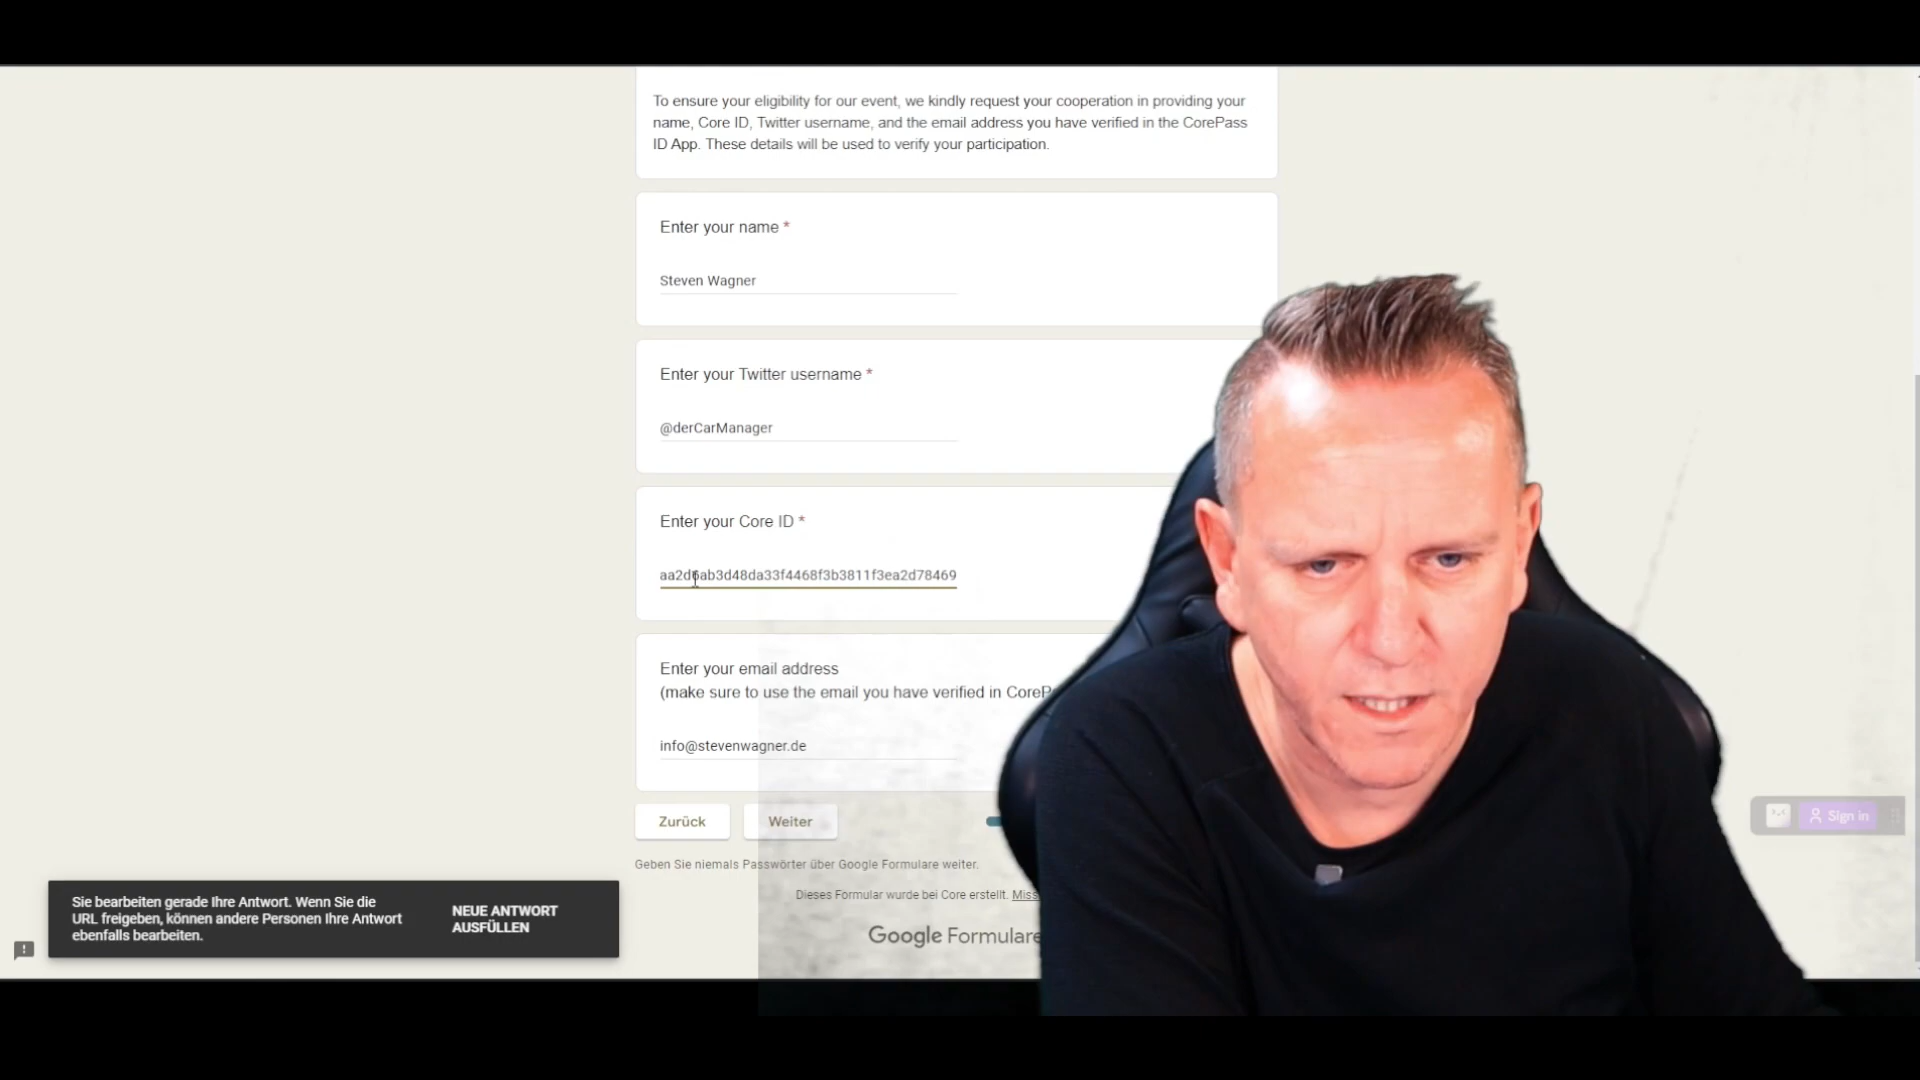 To ensure your eligibility for our event, we kindly request your cooperation in providing your
name, Core ID, Twitter username, and the email address you have verified in the CorePass
ID App. These details will be used to verify your participation.
Enter your name *
Steven Wagner
Enter your Twitter username *
@derCarManager
Enter your Core ID *
aa2d6ab3d48da33f4468f3b3811f3ea2d78469
Enter your email address
(make sure to use the email you have verified in CoreP
info@stevenwagner.de
Zurück
Weiter
Sign in
Geben Sie niemals Passwörter über Google Formulare weiter.
Dieses Formular wurde bei Core erstellt. Miss
Google Formulare
Sie bearbeiten gerade Ihre Antwort. Wenn Sie die
URL freigeben, können andere Personen Ihre Antwort
ebenfalls bearbeiten.
NEUE ANTWORT
AUSFÜLLEN